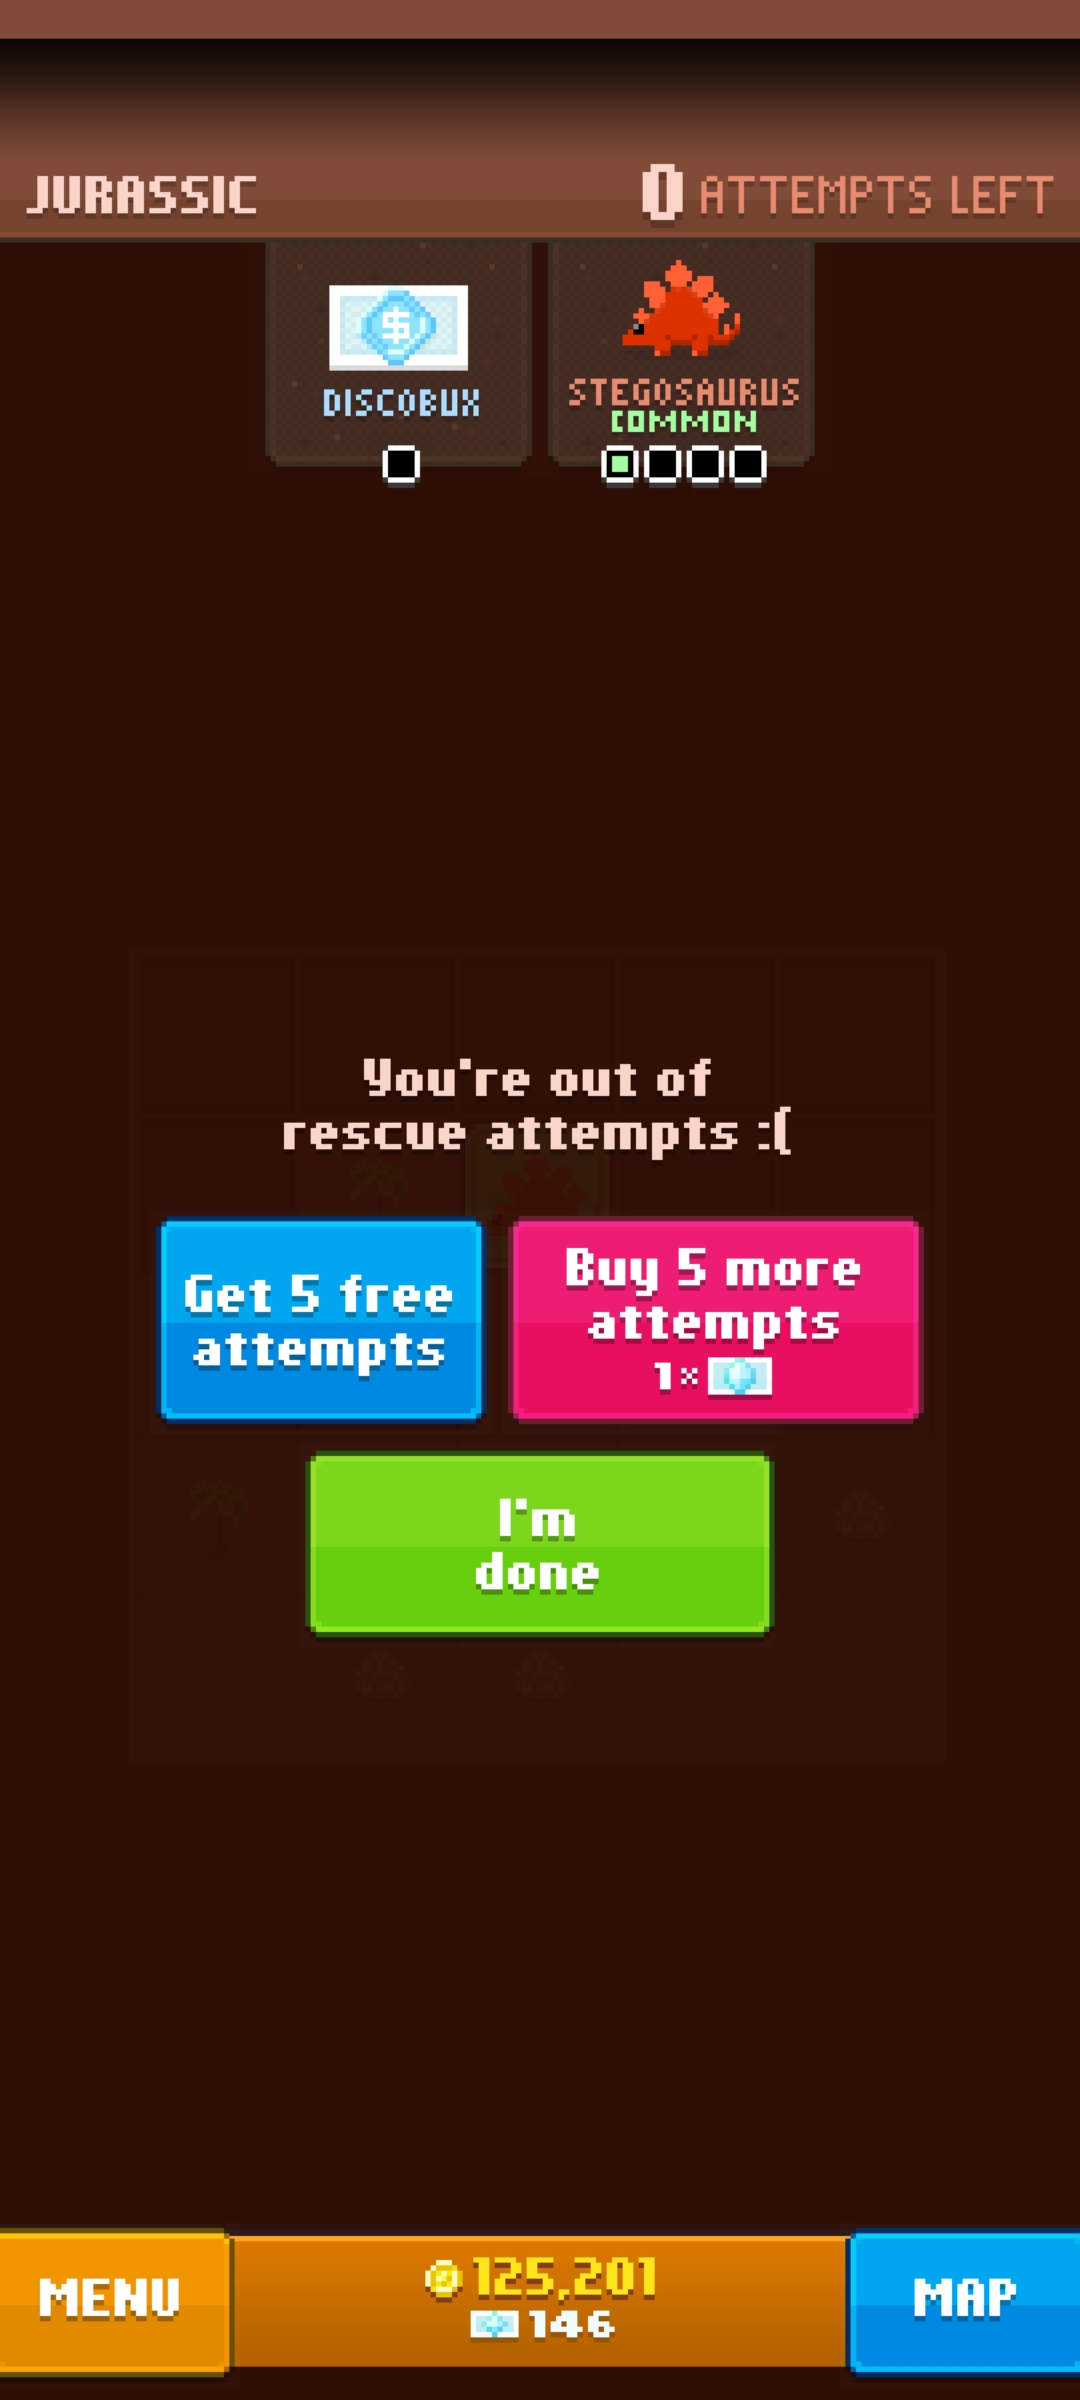 JURASSIC
0 ATTEMPTS LEFT
$
DISCOBUX
STEGOSAURUS
COMMON
You're out of
rescue attempts :(
Get 5 free
attempts
Buy 5 more
attempts
1×
I'm
done
MENU
125,201
146
MAP